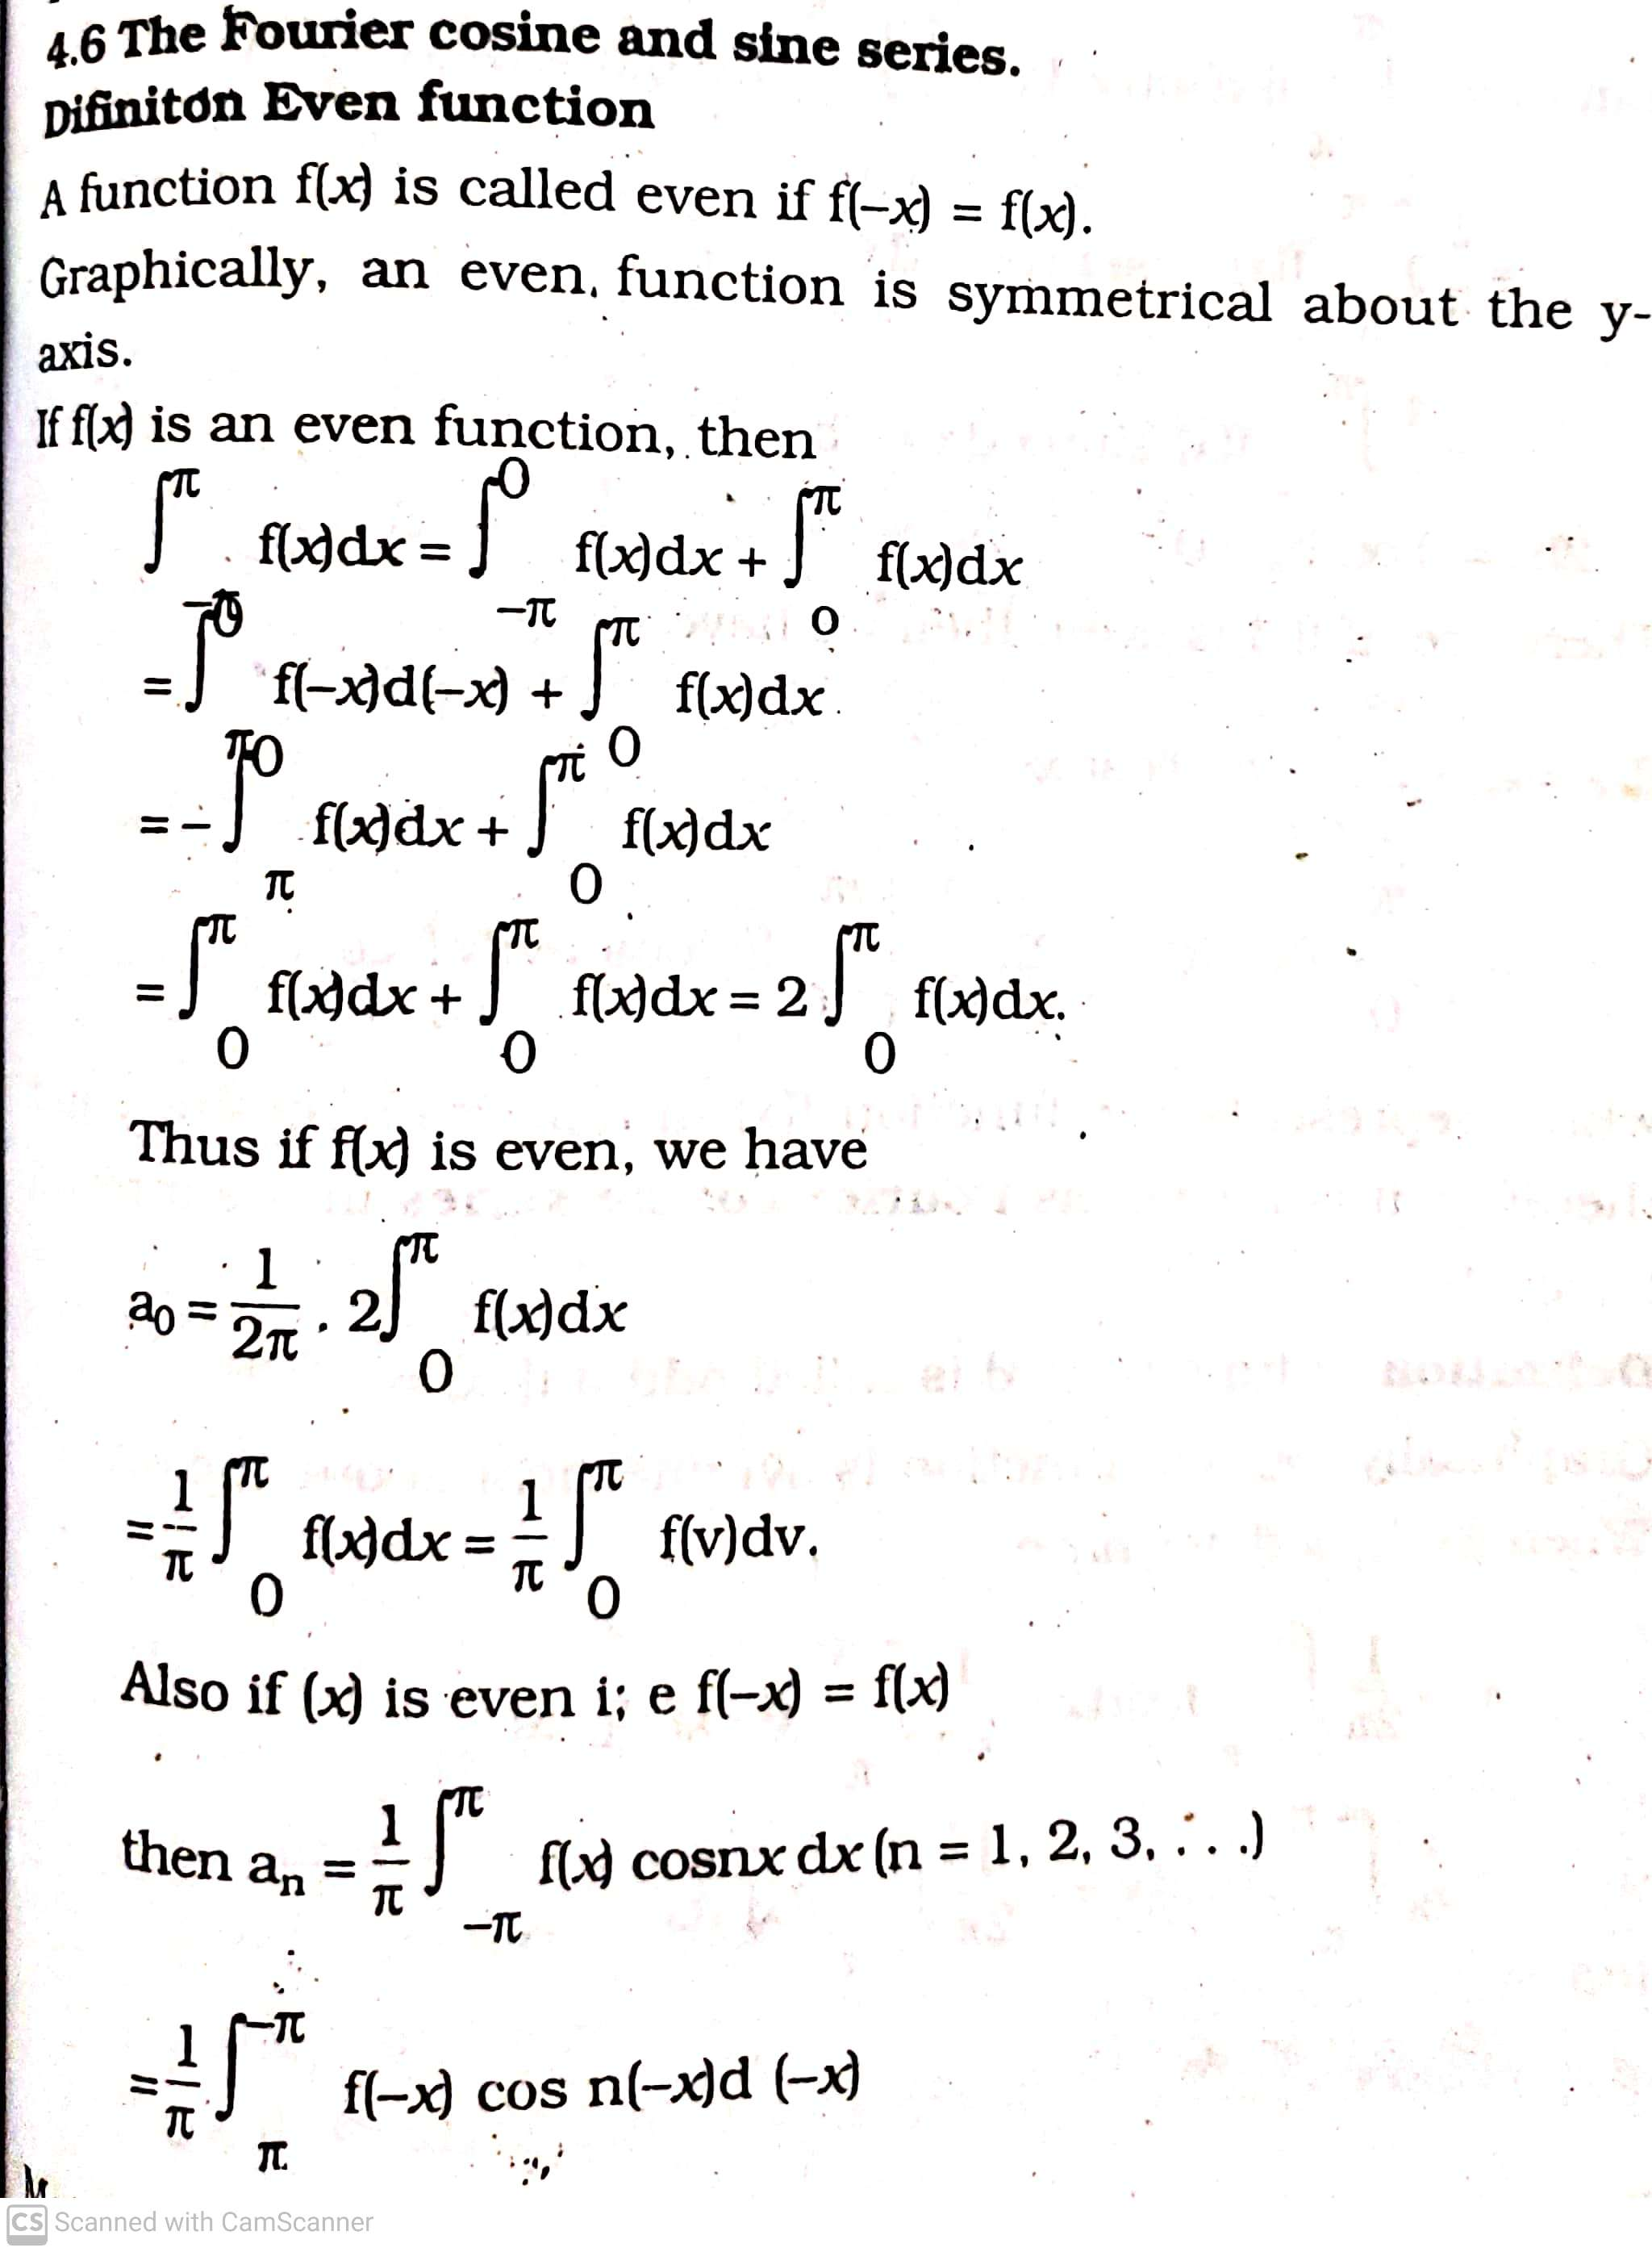 4.6 The Fourier cosine and sine series.
Difiniton Even function
A function f(x) is called even if f(–x) = f(x).
Graphically, an even, function is symmetrical about the y-
axis.
If f(x) is an even function, then
∫_{–π}^{π} f(x)dx = ∫_{–π}^{0} f(x)dx + ∫_{0}^{π} f(x)dx
= ∫_{π}^{0} f(–x)d(–x) + ∫_{0}^{π} f(x)dx.
= – ∫_{π}^{0} f(x)dx + ∫_{0}^{π} f(x)dx
= ∫_{0}^{π} f(x)dx + ∫_{0}^{π} f(x)dx = 2 ∫_{0}^{π} f(x)dx.
Thus if f(x) is even, we have
a₀ = 1/2π . 2 ∫_{0}^{π} f(x)dx
= 1/π ∫_{0}^{π} f(x)dx = 1/π ∫_{0}^{π} f(v)dv.
Also if (x) is even i; e f(–x) = f(x)
then aₙ = 1/π ∫_{–π}^{π} f(x) cosnx dx (n = 1, 2, 3, . . .)
= 1/π ∫_{π}^{–π} f(–x) cos n(–x)d (–x)
CS Scanned with CamScanner